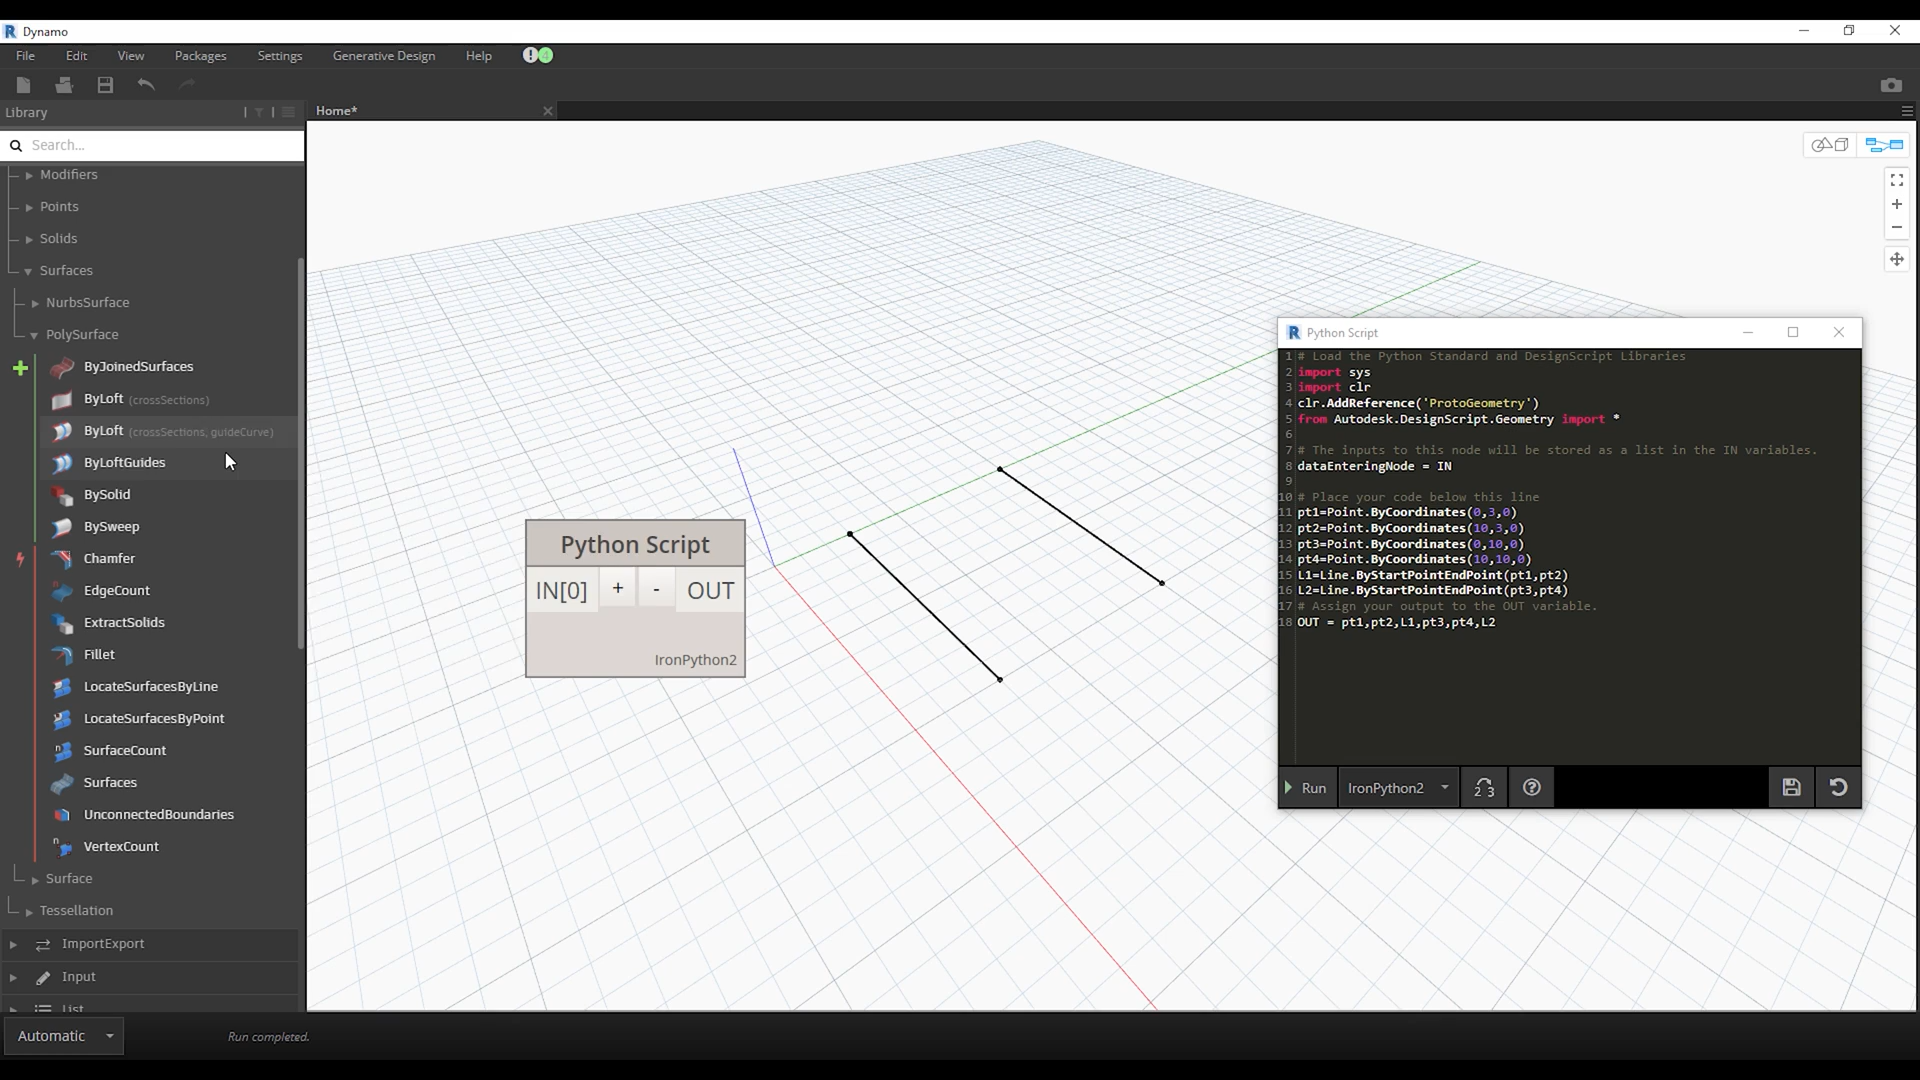 Dynamo
File Edit View Packages Settings Generative Design Help
Library
Home*
Search...
Modifiers
Points
Solids
Surfaces
NurbsSurface
PolySurface
ByJoinedSurfaces
ByLoft (crossSections)
ByLoft (crossSections, guideCurve)
ByLoftGuides
BySolid
BySweep
Chamfer
EdgeCount
ExtractSolids
Fillet
LocateSurfacesByLine
LocateSurfacesByPoint
SurfaceCount
Surfaces
UnconnectedBoundaries
VertexCount
Surface
Tessellation
ImportExport
Input
List
Automatic
Run completed.
Python Script
IN[0] + - OUT
IronPython2
Python Script
1 # Load the Python Standard and DesignScript Libraries
2 import sys
3 import clr
4 clr.AddReference('ProtoGeometry')
5 from Autodesk.DesignScript.Geometry import *
6
7 # The inputs to this node will be stored as a list in the IN variables.
8 dataEnteringNode = IN
9
10 # Place your code below this line
11 pt1=Point.ByCoordinates(0,3,0)
12 pt2=Point.ByCoordinates(10,3,0)
13 pt3=Point.ByCoordinates(0,10,0)
14 pt4=Point.ByCoordinates(10,10,0)
15 L1=Line.ByStartPointEndPoint(pt1,pt2)
16 L2=Line.ByStartPointEndPoint(pt3,pt4)
17 # Assign your output to the OUT variable.
18 OUT = pt1,pt2,L1,pt3,pt4,L2
Run IronPython2 2 3